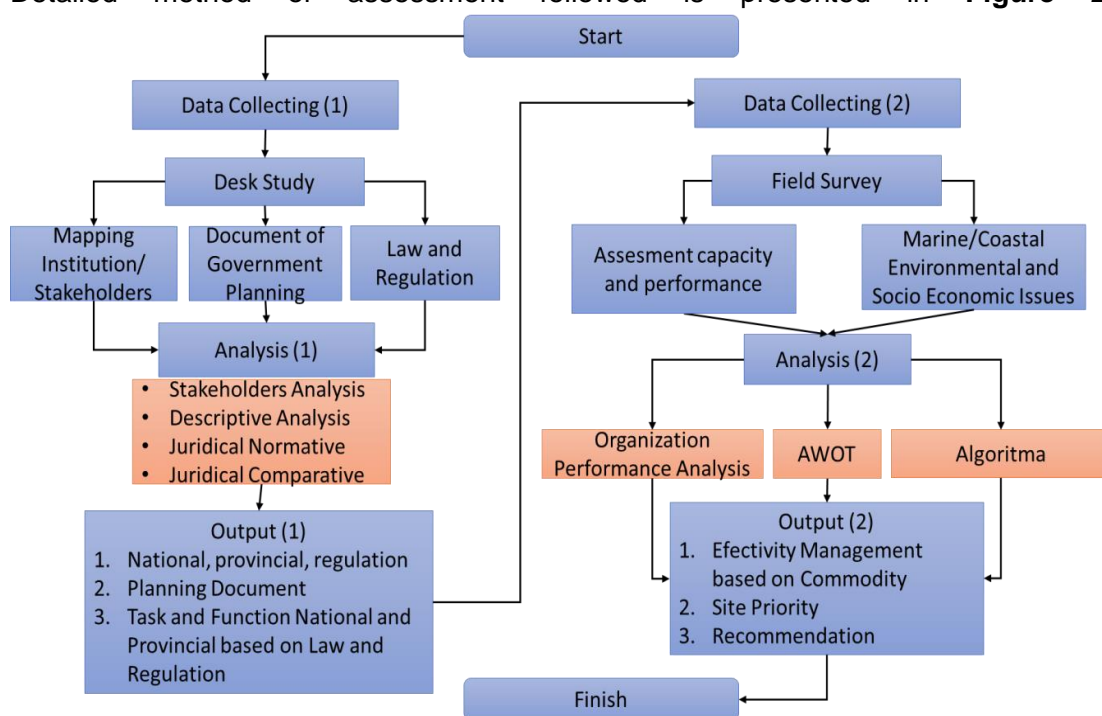 Detailed method of assessment followed is presented in Figure 2
Start
Data Collecting (1)
Desk Study
Mapping
Institution/
Stakeholders
Document of
Government
Planning
Law and
Regulation
Analysis (1)
• Stakeholders Analysis
• Descriptive Analysis
• Juridical Normative
• Juridical Comparative
Output (1)
1. National, provincial, regulation
2. Planning Document
3. Task and Function National and
Provincial based on Law and
Regulation
Data Collecting (2)
Field Survey
Assesment capacity
and performance
Marine/Coastal
Environmental and
Socio Economic Issues
Analysis (2)
Organization
Performance Analysis
AWOT
Algoritma
Output (2)
1. Efectivity Management
based on Commodity
2. Site Priority
3. Recommendation
Finish